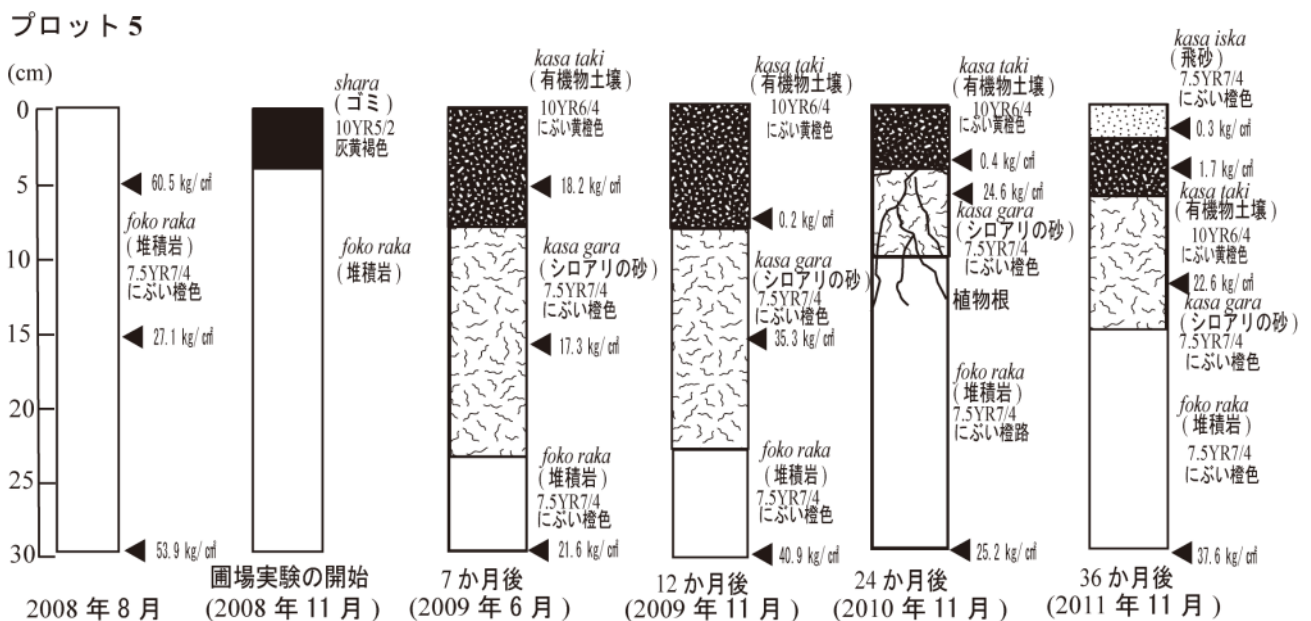 プロット 5
(cm)
0
5
10
15
20
25
30
60.5 kg/c㎡
foko raka
(堆積岩)
7.5YR7/4
にぶい橙色
27.1 kg/c㎡
53.9 kg/c㎡
2008 年 8 月
shara
(ゴミ)
10YR5/2
灰黄褐色
foko raka
(堆積岩)
圃場実験の開始
(2008 年 11 月 )
kasa taki
(有機物土壌)
10YR6/4
にぶい黄橙色
18.2 kg/c㎡
kasa gara
(シロアリの砂)
7.5Y7/4
にぶい橙色
17.3 kg/c㎡
foko raka
(堆積岩)
7.5YR7/4
にぶい橙色
21.6 kg/c㎡
7 か月後
(2009 年 6 月 )
kasa taki
(有機物土壌)
10YR6/4
にぶい黄橙色
0.2 kg/c㎡
kasa gara
(シロアリの砂)
7.5Y7/4
にぶい橙色
35.3 kg/c㎡
foko raka
(堆積岩)
7.5YR7/4
にぶい橙色
40.9 kg/c㎡
12 か月後
(2009 年 11 月 )
kasa taki
(有機物土壌)
10YR6/4
にぶい黄橙色
0.4 kg/c㎡
24.6 kg/c㎡
kasa gara
(シロアリの砂)
7.5Y7/4
にぶい橙色
植物根
foko raka
(堆積岩)
7.5YR7/4
にぶい橙路
25.2 kg/c㎡
24 か月後
(2010 年 11 月 )
kasa iska
(飛砂)
7.5YR7/4
にぶい橙色
0.3 kg/c㎡
1.7 kg/c㎡
kasa taki
(有機物土壌)
10YR6/4
にぶい黄橙色
22.6 kg/c㎡
kasa gara
(シロアリの砂)
7.5Y7/4
にぶい橙色
foko raka
(堆積岩)
7.5YR7/4
にぶい橙色
37.6 kg/c㎡
36 か月後
(2011 年 11 月 )